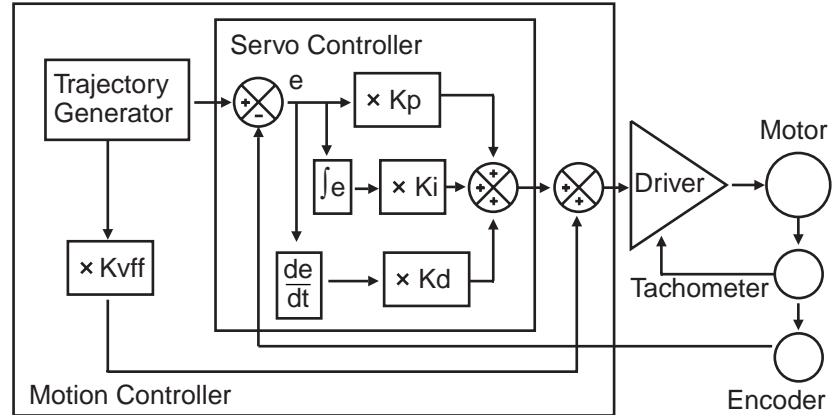 Servo Controller
Trajectory
Generator
+
−
e
× Kp
∫e
× Ki
+
+
+
+
+
Driver
Motor
× Kvff
de
dt
× Kd
Tachometer
Motion Controller
Encoder